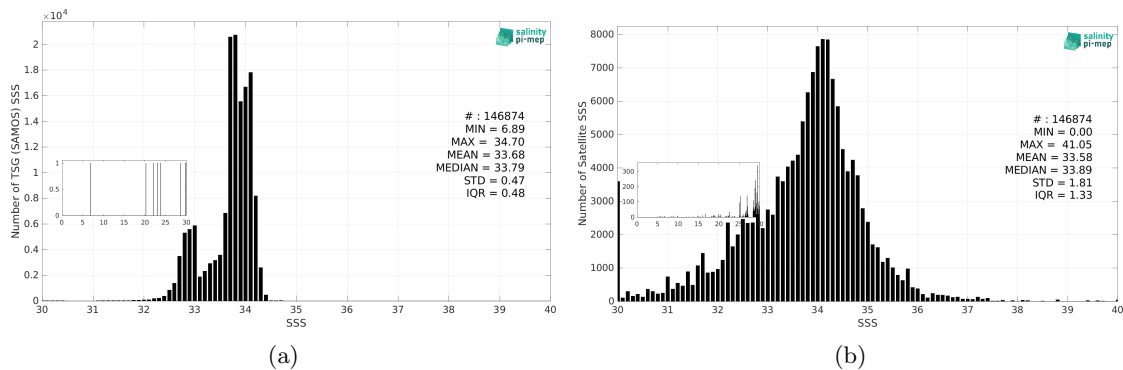 ×10⁴
salinity
pi-mep
Number of TSG (SAMOS) SSS
2
1.8
1.6
1.4
1.2
1
0.8
0.6
0.4
0.2
0
# : 146874
MIN = 6.89
MAX = 34.70
MEAN = 33.68
MEDIAN = 33.79
STD = 0.47
IQR = 0.48
1
0.5
0
0 5 10 15 20 25 30
30 31 32 33 34 35 36 37 38 39 40
SSS
(a)
salinity
pi-mep
Number of Satellite SSS
8000
7000
6000
5000
4000
3000
2000
1000
0
# : 146874
MIN = 0.00
MAX = 41.05
MEAN = 33.58
MEDIAN = 33.89
STD = 1.81
IQR = 1.33
300
200
100
0
0 5 10 15 20 25 30
30 31 32 33 34 35 36 37 38 39 40
SSS
(b)